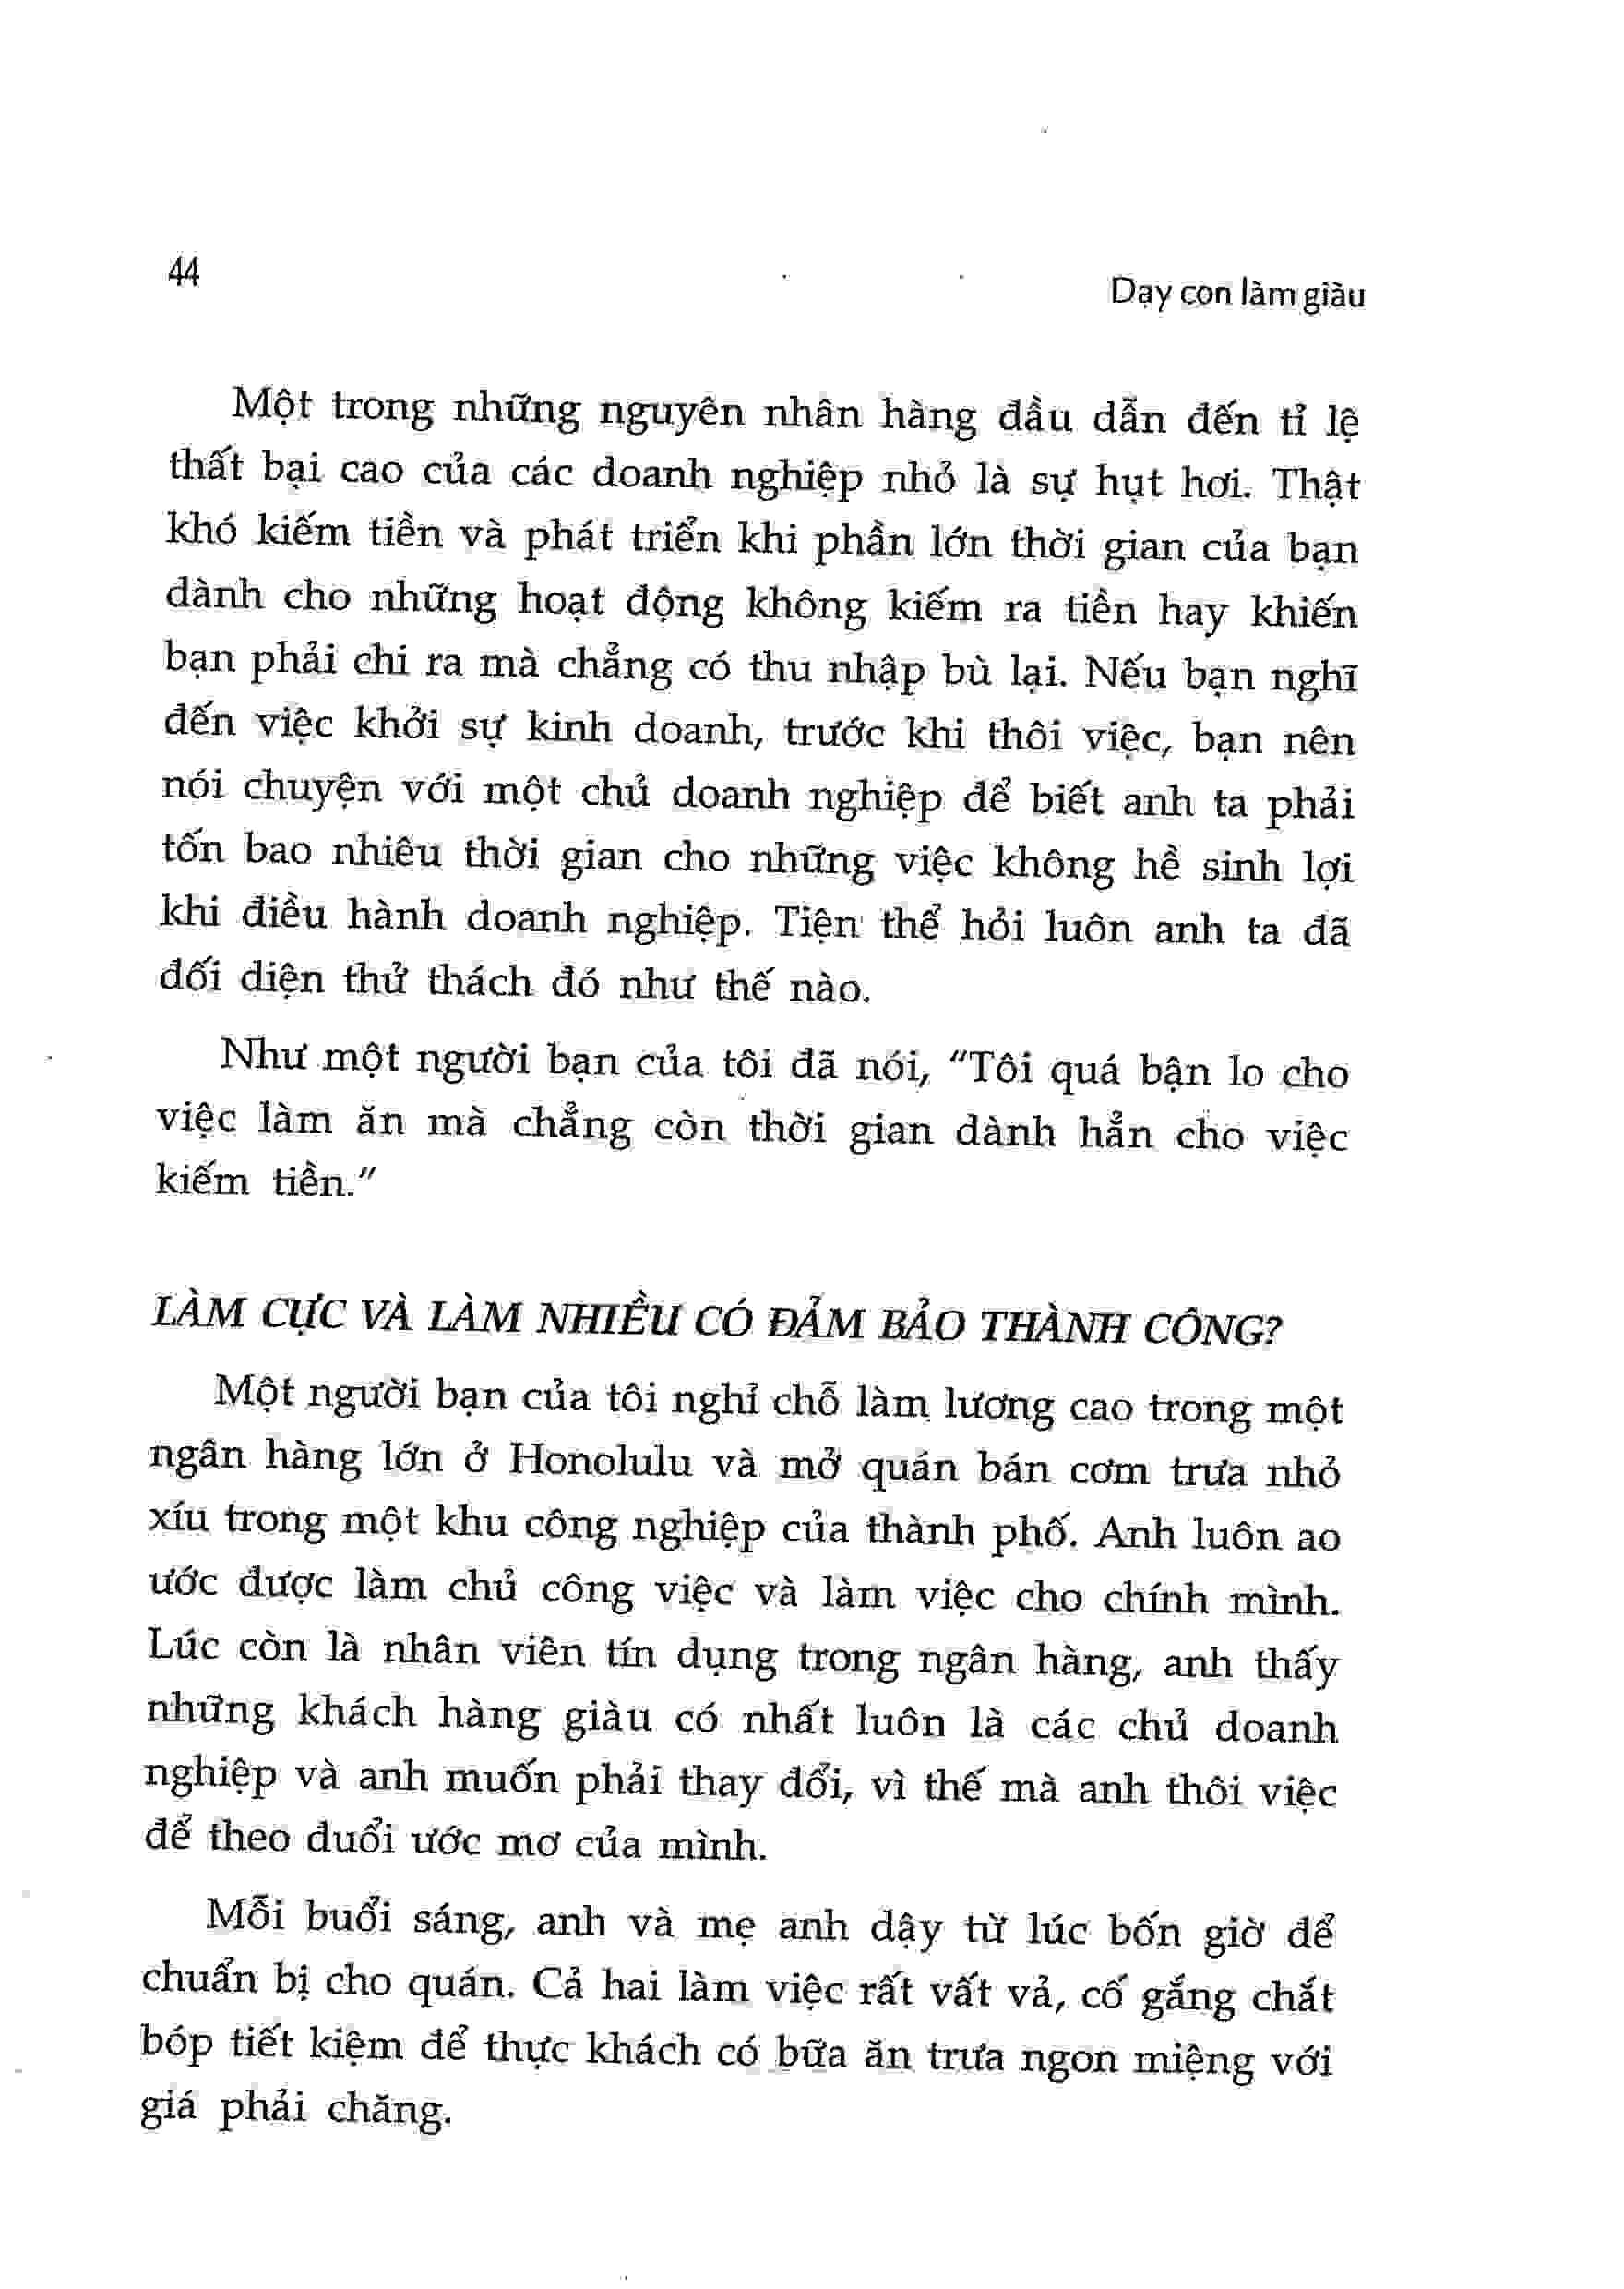 44
Dạy con làm giàu
Một trong những nguyên nhân hàng đầu dẫn đến tỉ lệ
thất bại cao của các doanh nghiệp nhỏ là sự hụt hơi. Thật
khó kiếm tiền và phát triển khi phần lớn thời gian của bạn
dành cho những hoạt động không kiếm ra tiền hay khiến
bạn phải chi ra mà chẳng có thu nhập bù lại. Nếu bạn nghĩ
đến việc khởi sự kinh doanh, trước khi thôi việc, bạn nên
nói chuyện với một chủ doanh nghiệp để biết anh ta phải
tốn bao nhiêu thời gian cho những việc không hề sinh lợi
khi điều hành doanh nghiệp. Tiện thể hỏi luôn anh ta đã
đối diện thử thách đó như thế nào.
Như một người bạn của tôi đã nói, "Tôi quá bận lo cho
việc làm ăn mà chẳng còn thời gian dành hẳn cho việc
kiếm tiền."
LÀM CỰC VÀ LÀM NHIỀU CÓ ĐẢM BẢO THÀNH CÔNG?
Một người bạn của tôi nghỉ chỗ làm lương cao trong một
ngân hàng lớn ở Honolulu và mở quán bán cơm trưa nhỏ
xíu trong một khu công nghiệp của thành phố. Anh luôn ao
ước được làm chủ công việc và làm việc cho chính mình.
Lúc còn là nhân viên tín dụng trong ngân hàng, anh thấy
những khách hàng giàu có nhất luôn là các chủ doanh
nghiệp và anh muốn phải thay đổi, vì thế mà anh thôi việc
để theo đuổi ước mơ của mình.
Mỗi buổi sáng, anh và mẹ anh dậy từ lúc bốn giờ để
chuẩn bị cho quán. Cả hai làm việc rất vất vả, cố gắng chắt
bóp tiết kiệm để thực khách có bữa ăn trưa ngon miệng với
giá phải chăng.